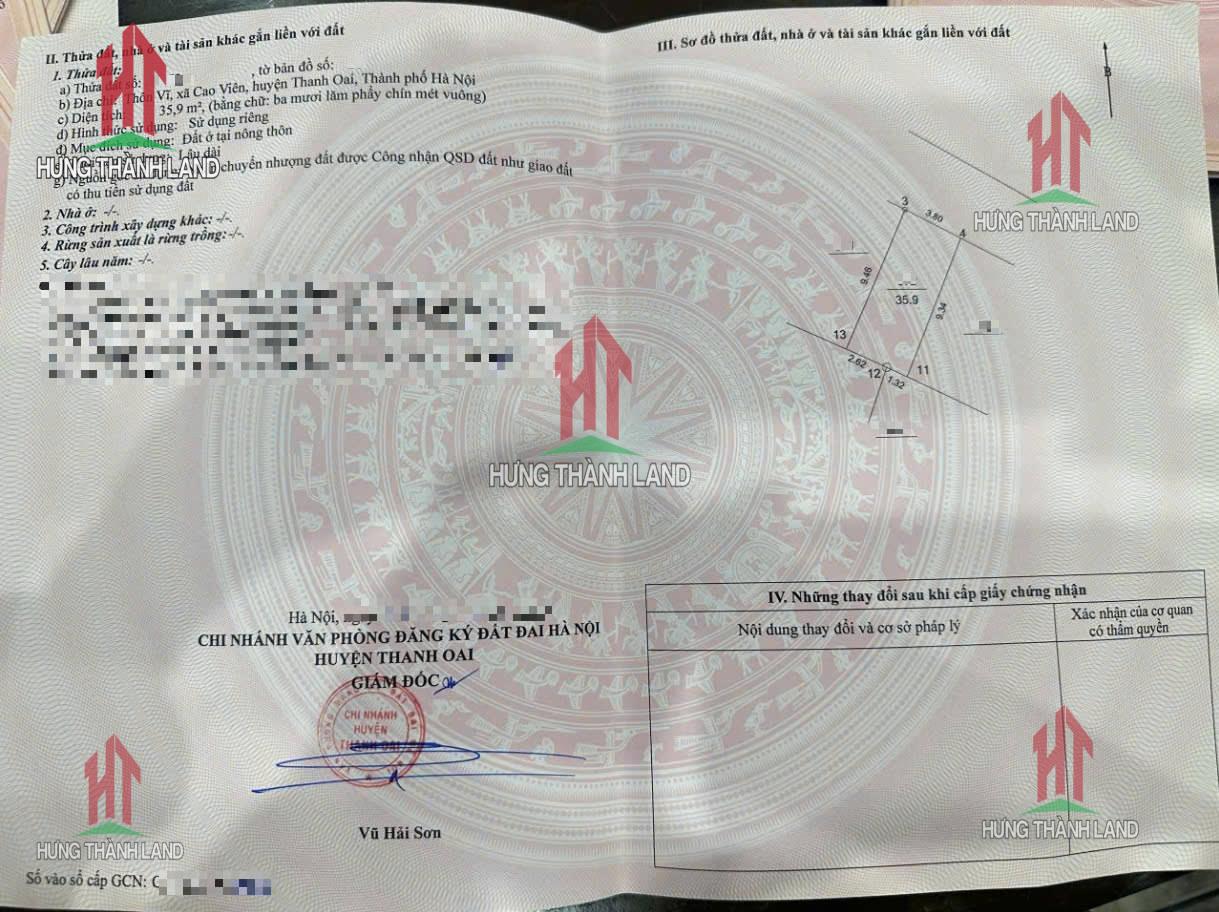 II. Thửa đất, nhà ở và tài sản khác gắn liền với đất
1. Thửa đất:
a) Thửa đất số: , tờ bản đồ số:
b) Địa chỉ: Thôn Vĩ, xã Cao Viên, huyện Thanh Oai, Thành phố Hà Nội
c) Diện tích: 35,9 m², (bằng chữ: ba mươi lăm phẩy chín mét vuông)
d) Hình thức sử dụng: Sử dụng riêng
đ) Mục đích sử dụng: Đất ở tại nông thôn
Lâu dài
g) Nguồn gốc chuyển nhượng đất được Công nhận QSD đất như giao đất
có thu tiền sử dụng đất
2. Nhà ở: -/-.
3. Công trình xây dựng khác: -/-.
4. Rừng sản xuất là rừng trồng: -/-.
5. Cây lâu năm: -/-.
HƯNG THÀNH LAND
Hà Nội,
CHI NHÁNH VĂN PHÒNG ĐĂNG KÝ ĐẤT ĐAI HÀ NỘI
HUYỆN THANH OAI
GIÁM ĐỐC
CHI NHÁNH
HUYỆN
THANH OAI
Vũ Hải Sơn
HƯNG THÀNH LAND
Số vào sổ cấp GCN:
HƯNG THÀNH LAND
III. Sơ đồ thửa đất, nhà ở và tài sản khác gắn liền với đất
B
HƯNG THÀNH LAND
3
3.80
4
9.46
35.9
9.34
13
2.62
12
1.32
11
IV. Những thay đổi sau khi cấp giấy chứng nhận
Nội dung thay đổi và cơ sở pháp lý
Xác nhận của cơ quan
có thẩm quyền
HƯNG THÀNH LAND